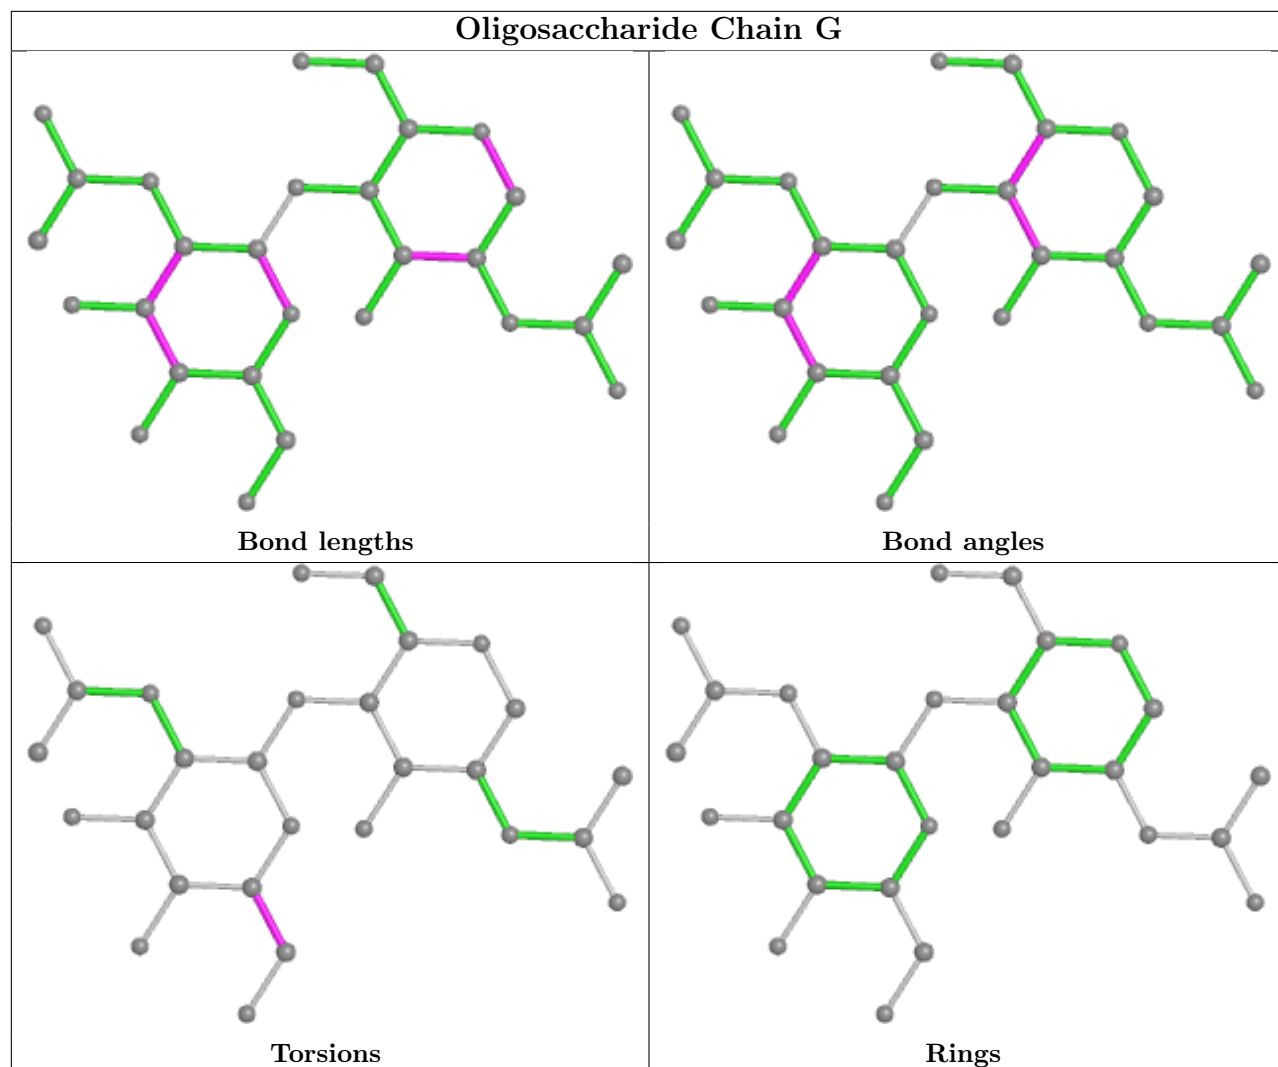 Oligosaccharide Chain G
Bond lengths
Bond angles
Torsions
Rings